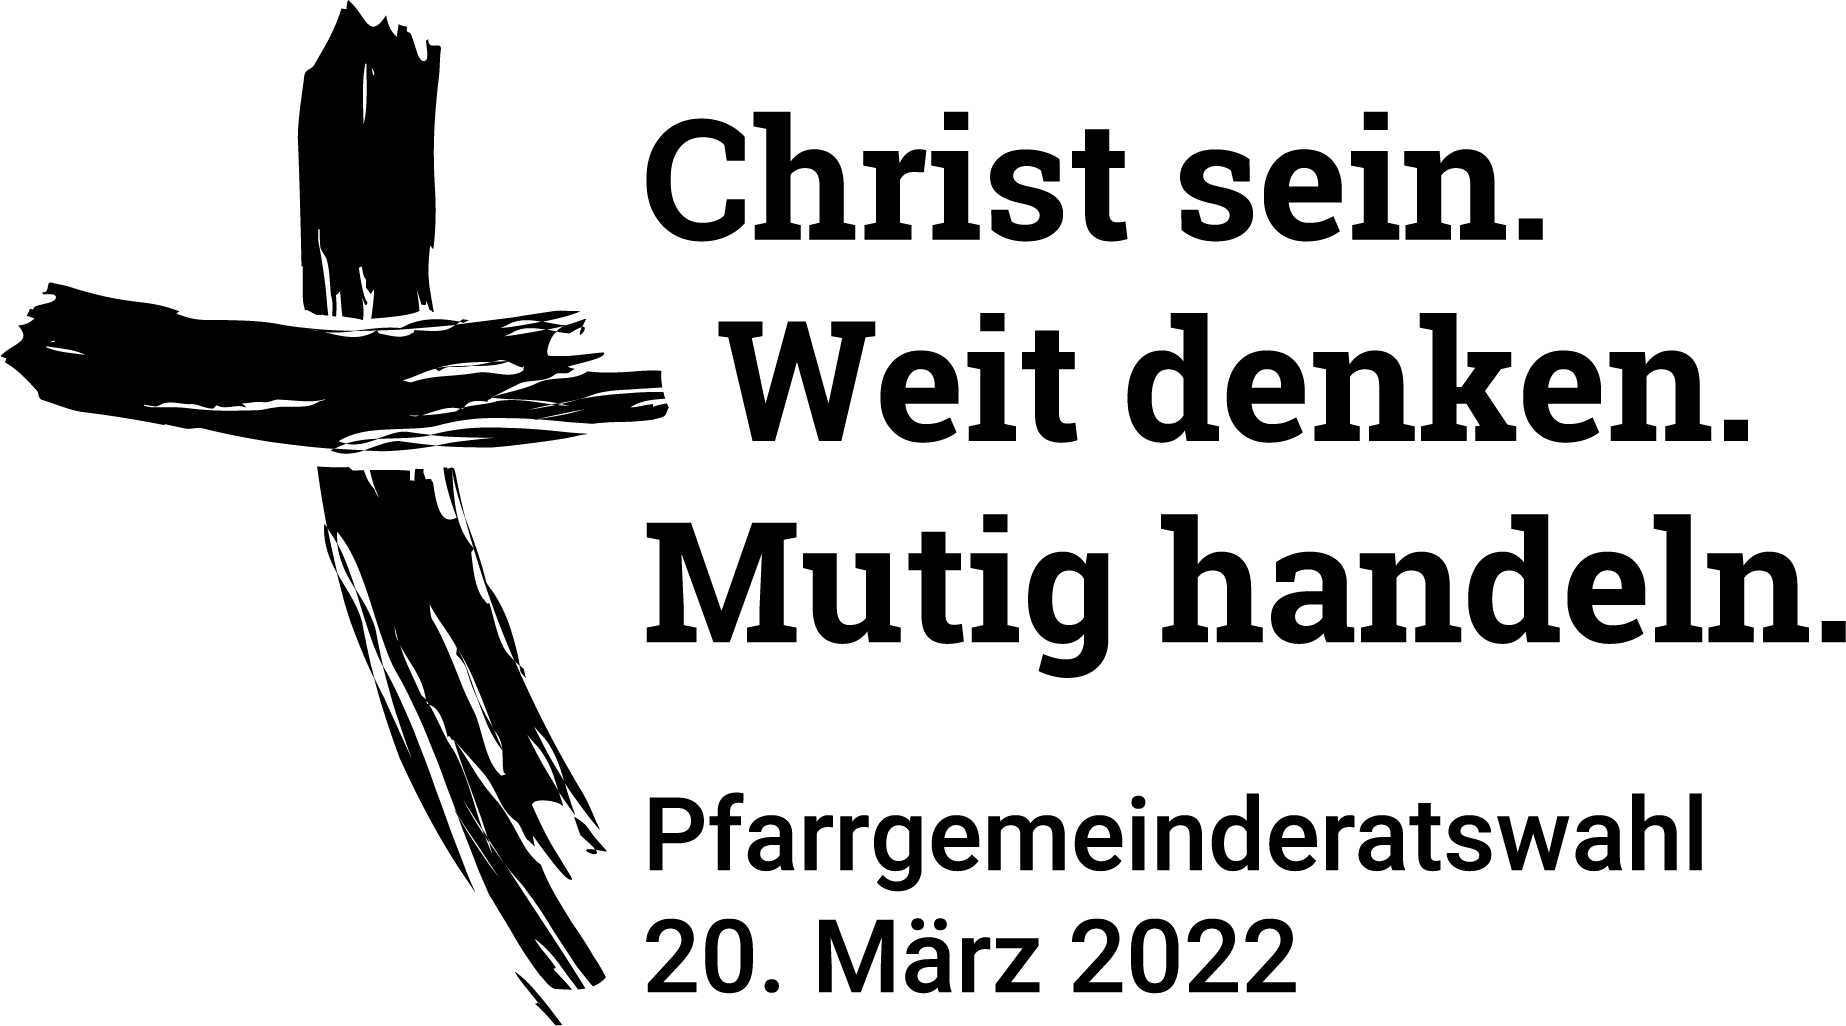 Christ sein.
Weit denken.
Mutig handeln.
Pfarrgemeinderatswahl
20. März 2022